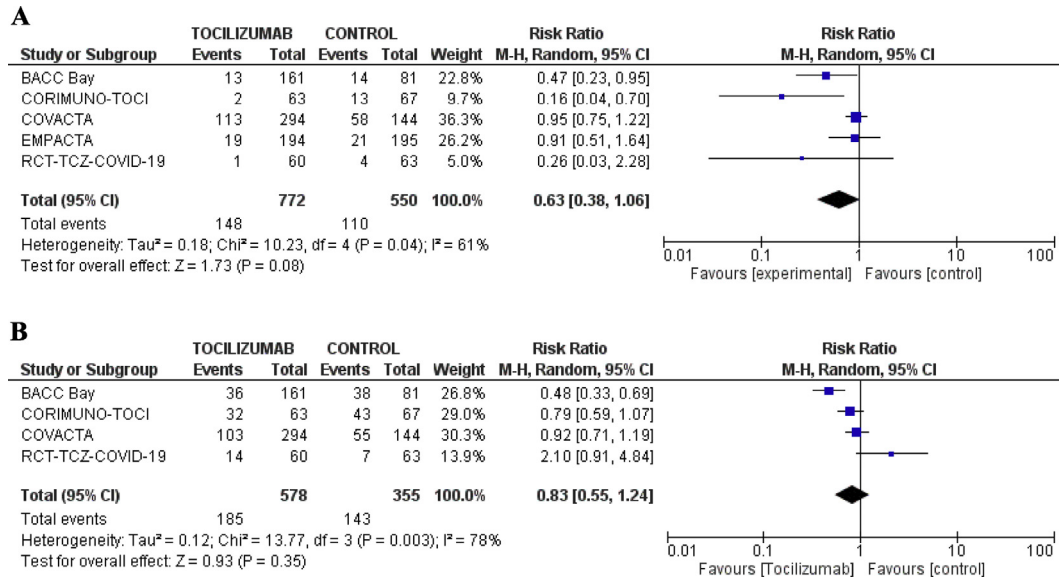 A
TOCILIZUMAB CONTROL Risk Ratio Risk Ratio
Study or Subgroup Events Total Events Total Weight M-H, Random, 95% CI M-H, Random, 95% CI
BACC Bay 13 161 14 81 22.8% 0.47 [0.23, 0.95]
CORIMUNO-TOCI 2 63 13 67 9.7% 0.16 [0.04, 0.70]
COVACTA 113 294 58 144 36.3% 0.95 [0.75, 1.22]
EMPACTA 19 194 21 195 26.2% 0.91 [0.51, 1.64]
RCT-TCZ-COVID-19 1 60 4 63 5.0% 0.26 [0.03, 2.28]
Total (95% CI) 772 550 100.0% 0.63 [0.38, 1.06]
Total events 148 110
Heterogeneity: Tau² = 0.18; Chi² = 10.23, df = 4 (P = 0.04); I² = 61%
Test for overall effect: Z = 1.73 (P = 0.08)
0.01 0.1 1 10 100
Favours [experimental] Favours [control]
B
TOCILIZUMAB CONTROL Risk Ratio Risk Ratio
Study or Subgroup Events Total Events Total Weight M-H, Random, 95% CI M-H, Random, 95% CI
BACC Bay 36 161 38 81 26.8% 0.48 [0.33, 0.69]
CORIMUNO-TOCI 32 63 43 67 29.0% 0.79 [0.59, 1.07]
COVACTA 103 294 55 144 30.3% 0.92 [0.71, 1.19]
RCT-TCZ-COVID-19 14 60 7 63 13.9% 2.10 [0.91, 4.84]
Total (95% CI) 578 355 100.0% 0.83 [0.55, 1.24]
Total events 185 143
Heterogeneity: Tau² = 0.12; Chi² = 13.77, df = 3 (P = 0.003); I² = 78%
Test for overall effect: Z = 0.93 (P = 0.35)
0.01 0.1 1 10 100
Favours [Tocilizumab] Favours [control]